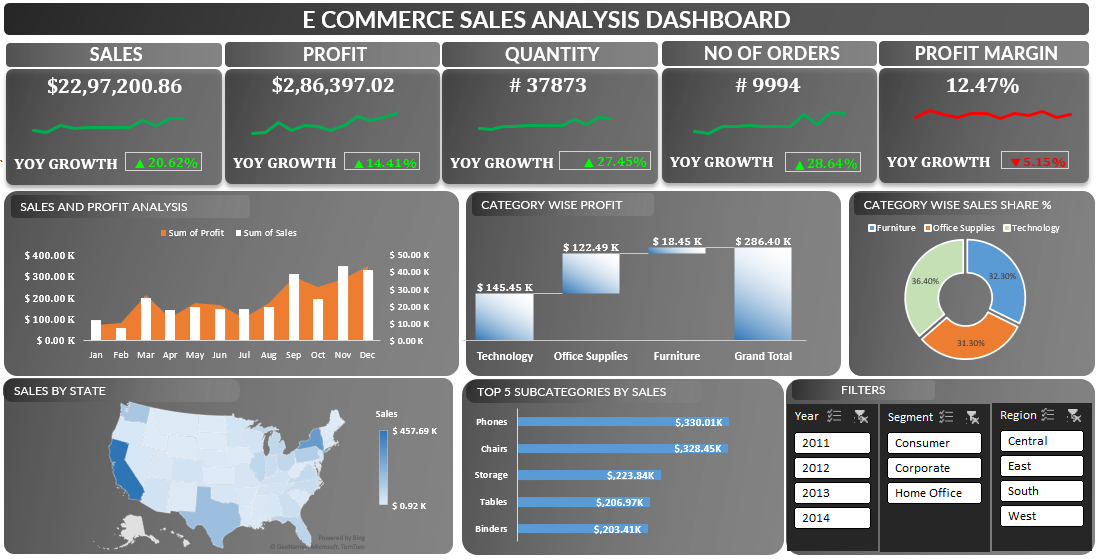 E COMMERCE SALES ANALYSIS DASHBOARD
SALES
$22,97,200.86
YOY GROWTH ▲ 20.62%
PROFIT
$2,86,397.02
YOY GROWTH ▲ 14.41%
QUANTITY
# 37873
YOY GROWTH ▲ 27.45%
NO OF ORDERS
# 9994
YOY GROWTH ▲ 28.64%
PROFIT MARGIN
12.47%
YOY GROWTH ▼ 5.15%
SALES AND PROFIT ANALYSIS
Sum of Profit Sum of Sales
$ 400.00 K
$ 300.00 K
$ 200.00 K
$ 100.00 K
$ 0.00 K
$ 50.00 K
$ 40.00 K
$ 30.00 K
$ 20.00 K
$ 10.00 K
$ 0.00 K
Jan Feb Mar Apr May Jun Jul Aug Sep Oct Nov Dec
CATEGORY WISE PROFIT
$ 145.45 K
$ 122.49 K
$ 18.45 K
$ 286.40 K
Technology Office Supplies Furniture Grand Total
CATEGORY WISE SALES SHARE %
Furniture Office Supplies Technology
36.40%
32.30%
31.30%
SALES BY STATE
Sales
$ 457.69 K
$ 0.92 K
Powered by Bing
© GeoNames, Microsoft, TomTom
TOP 5 SUBCATEGORIES BY SALES
Phones $,330.01K
Chairs $,328.45K
Storage $,223.84K
Tables $,206.97K
Binders $,203.41K
FILTERS
Year
2011
2012
2013
2014
Segment
Consumer
Corporate
Home Office
Region
Central
East
South
West